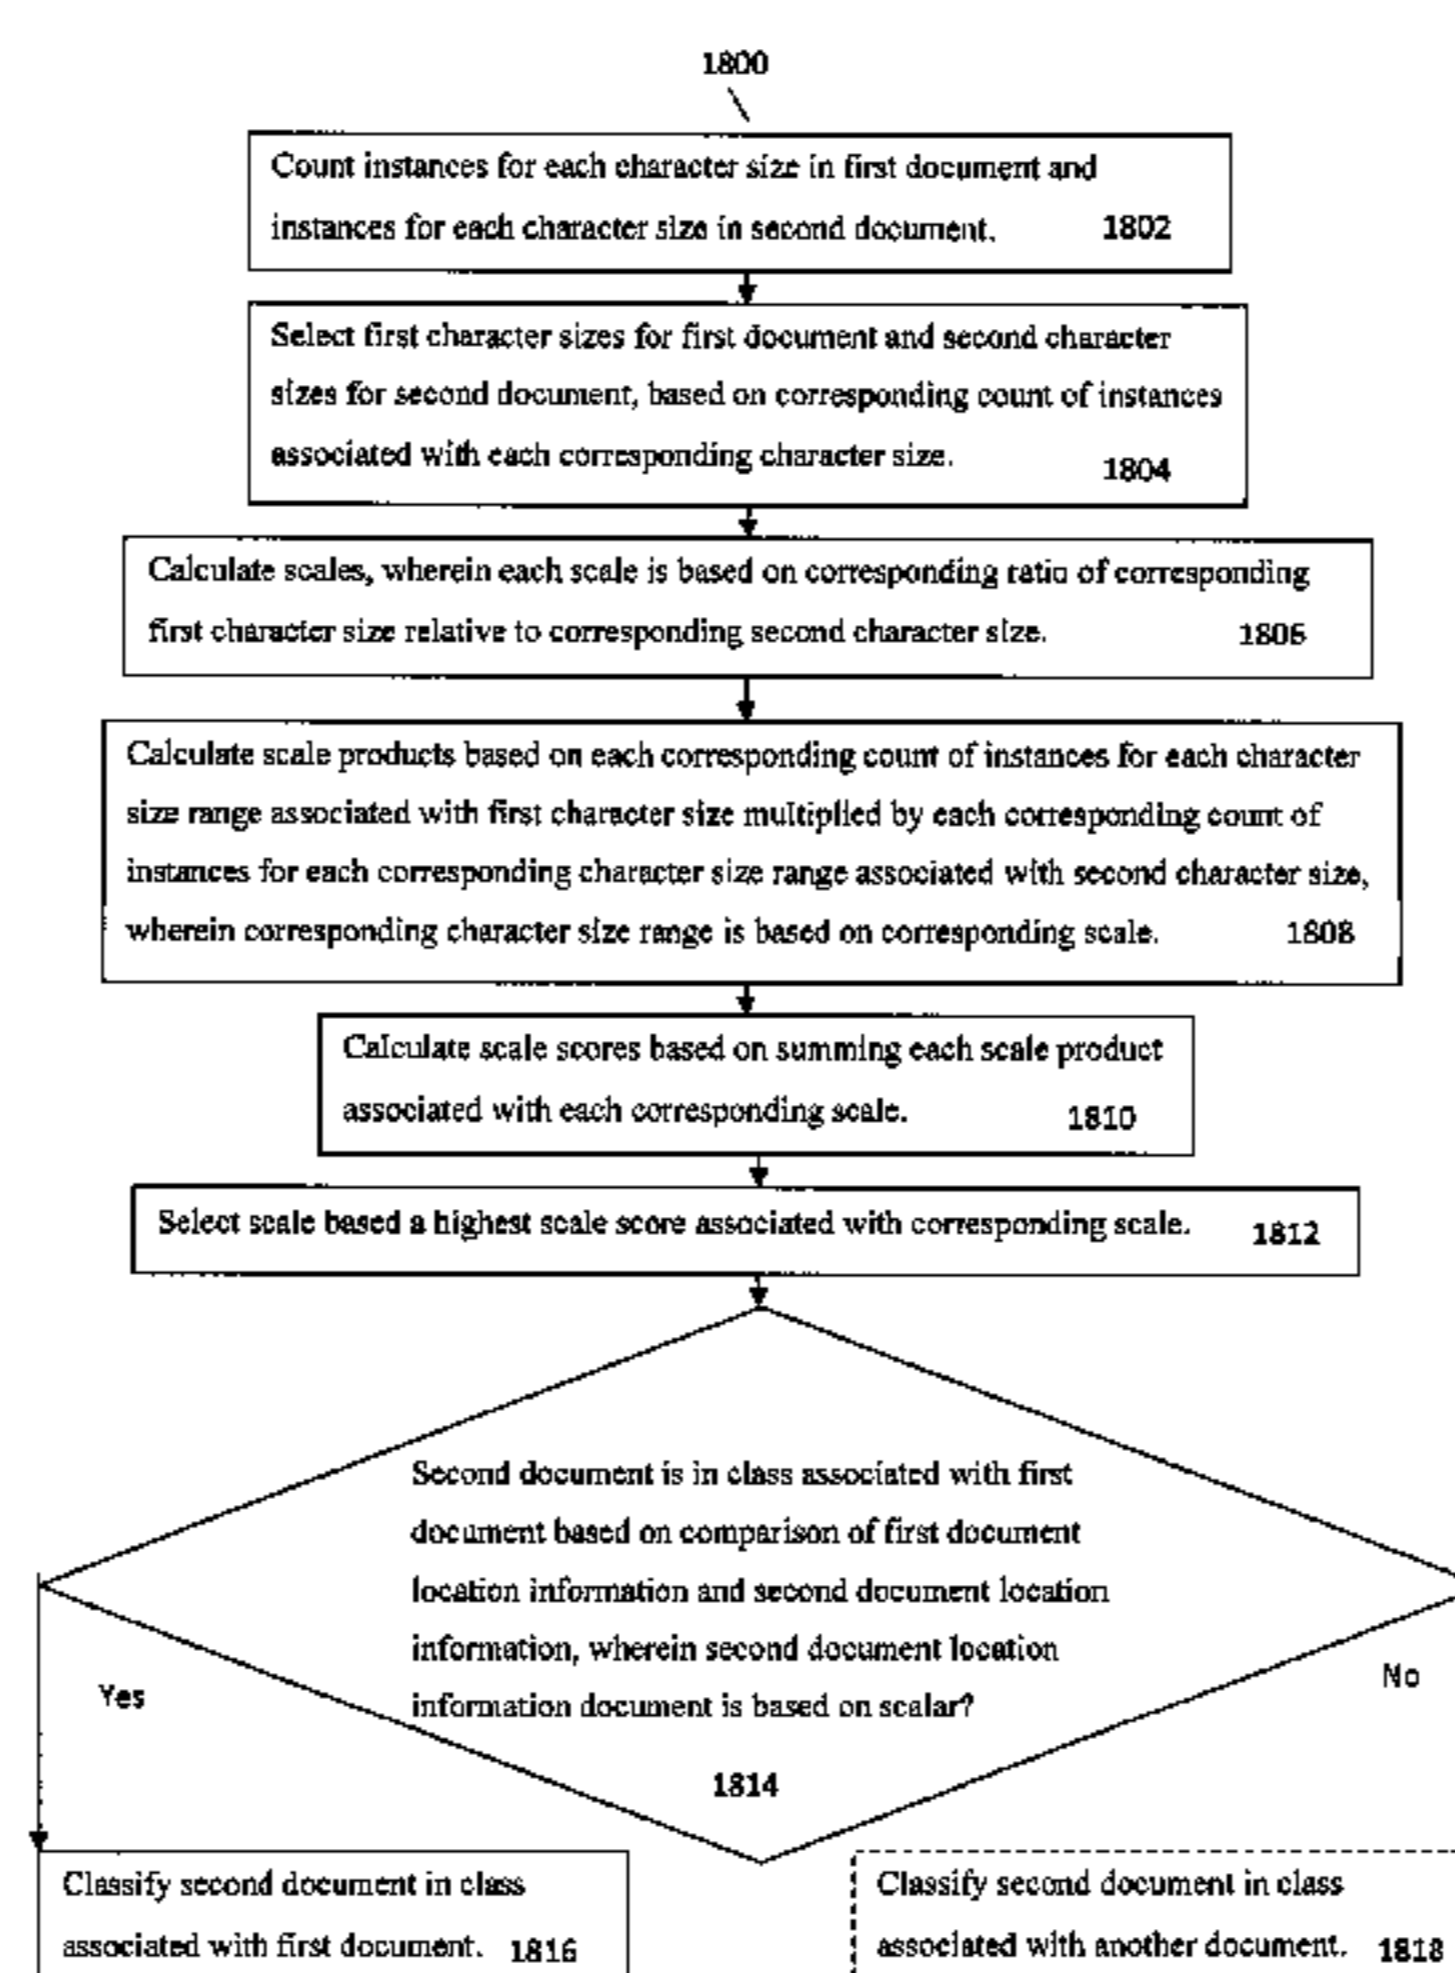 1800
Count instances for each character size in first document and
instances for each character size in second document. 1802
Select first character sizes for first document and second character
sizes for second document, based on corresponding count of instances
associated with each corresponding character size. 1804
Calculate scales, wherein each scale is based on corresponding ratio of corresponding
first character size relative to corresponding second character size. 1806
Calculate scale products based on each corresponding count of instances for each character
size range associated with first character size multiplied by each corresponding count of
instances for each corresponding character size range associated with second character size,
wherein corresponding character size range is based on corresponding scale. 1808
Calculate scale scores based on summing each scale product
associated with each corresponding scale. 1810
Select scale based a highest scale score associated with corresponding scale. 1812
Second document is in class associated with first
document based on comparison of first document
location information and second document location
information, wherein second document location
information document is based on scalar?
Yes
No
1814
Classify second document in class
associated with first document. 1816
Classify second document in class
associated with another document. 1818